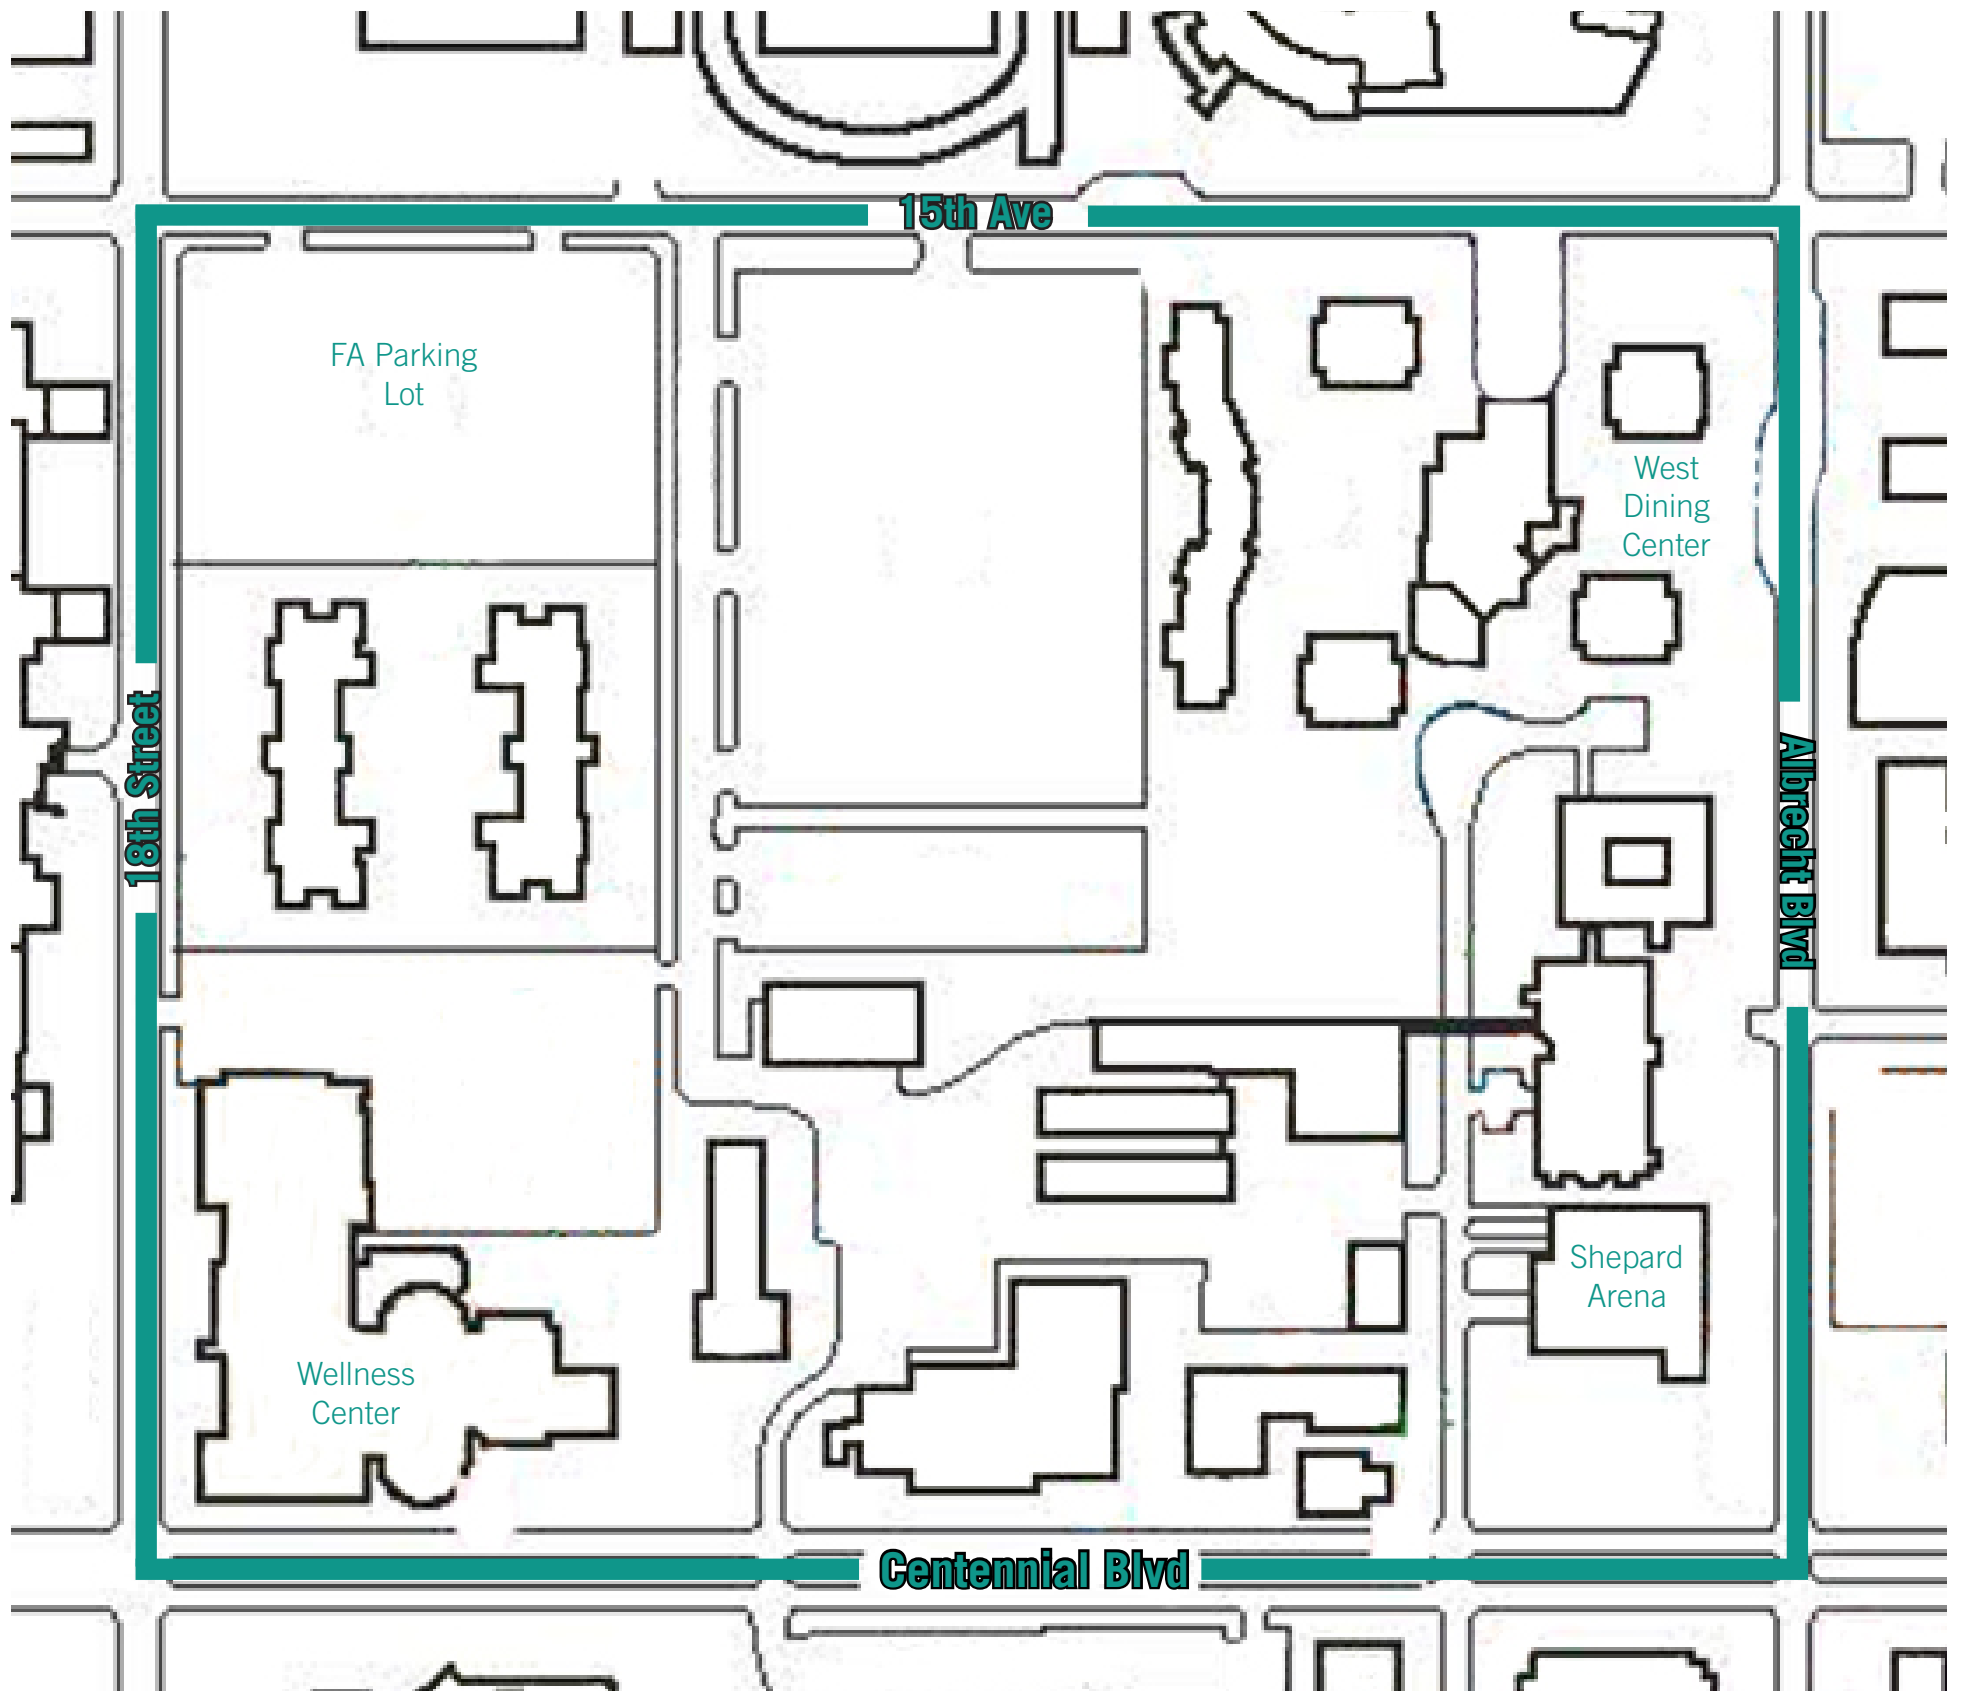 15th Ave
FA Parking
Lot
West
Dining
Center
18th Street
Albrecht Blvd
Shepard
Arena
Wellness
Center
Centennial Blvd